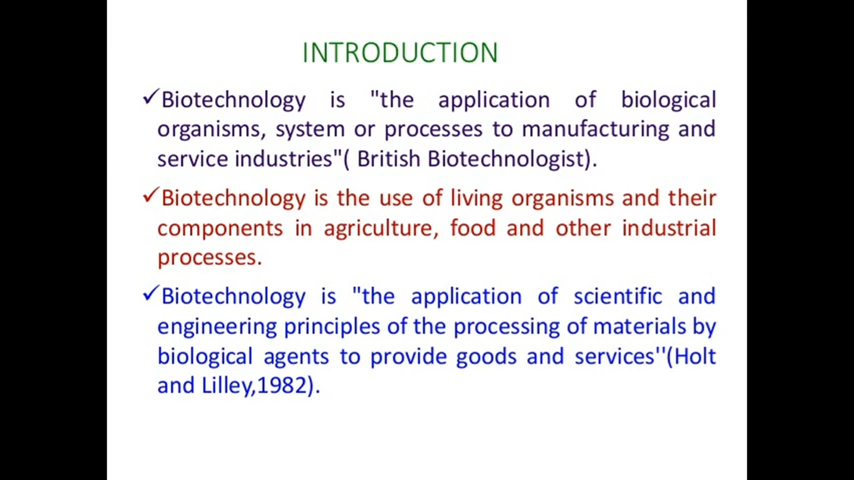 INTRODUCTION
✓Biotechnology is "the application of biological
organisms, system or processes to manufacturing and
service industries"( British Biotechnologist).
✓Biotechnology is the use of living organisms and their
components in agriculture, food and other industrial
processes.
✓Biotechnology is "the application of scientific and
engineering principles of the processing of materials by
biological agents to provide goods and services''(Holt
and Lilley,1982).